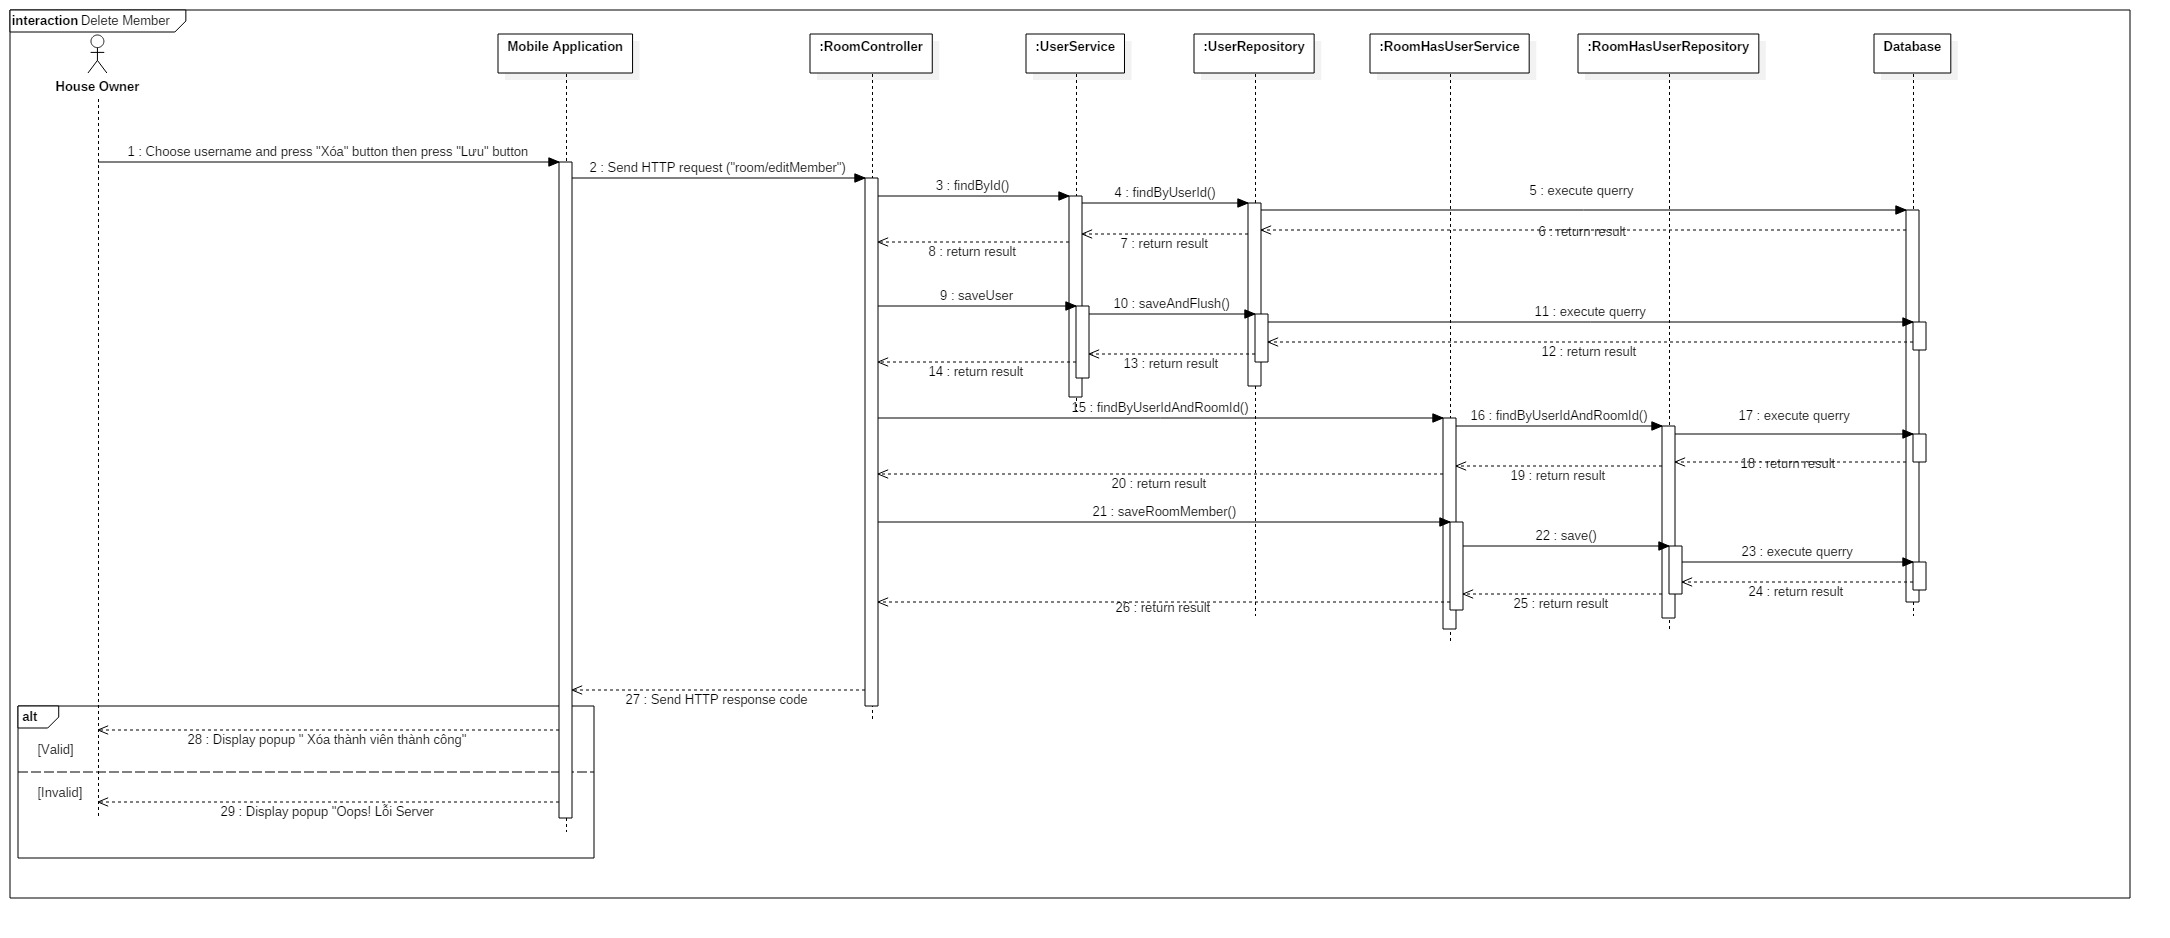 interaction Delete Member
House Owner
Mobile Application
:RoomController
:UserService
:UserRepository
:RoomHasUserService
:RoomHasUserRepository
Database
1 : Choose username and press "Xóa" button then press "Lưu" button
2 : Send HTTP request ("room/editMember")
3 : findById()
4 : findByUserId()
5 : execute querry
6 : return result
7 : return result
8 : return result
9 : saveUser
10 : saveAndFlush()
11 : execute querry
12 : return result
13 : return result
14 : return result
15 : findByUserIdAndRoomId()
16 : findByUserIdAndRoomId()
17 : execute querry
18 : return result
19 : return result
20 : return result
21 : saveRoomMember()
22 : save()
23 : execute querry
24 : return result
25 : return result
26 : return result
27 : Send HTTP response code
alt
28 : Display popup " Xóa thành viên thành công"
[Valid]
[Invalid]
29 : Display popup "Oops! Lỗi Server